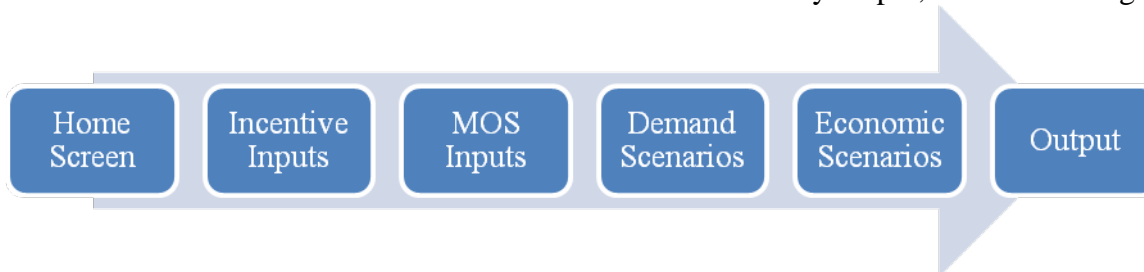 Home
Screen
Incentive
Inputs
MOS
Inputs
Demand
Scenarios
Economic
Scenarios
Output